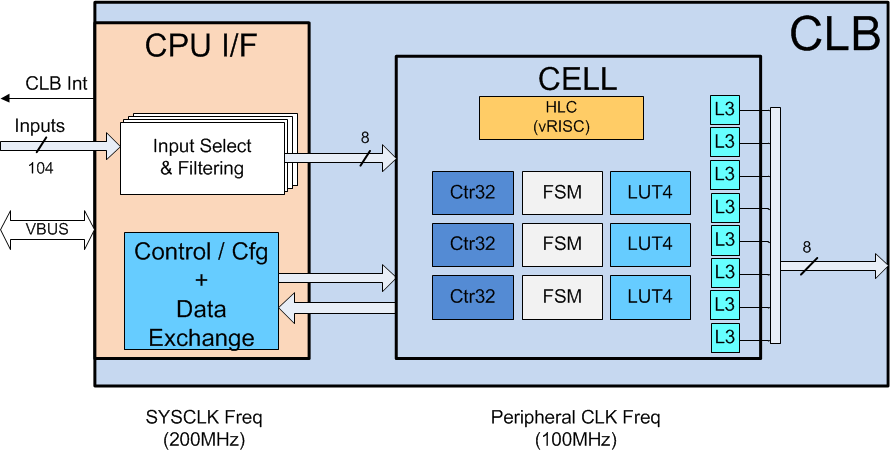 CLB
CPU I/F
CLB Int
Inputs
104
VBUS
Input Select
& Filtering
8
Control / Cfg
+
Data
Exchange
CELL
HLC
(vRISC)
Ctr32 FSM LUT4
Ctr32 FSM LUT4
Ctr32 FSM LUT4
L3
L3
L3
L3
L3
L3
L3
L3
8
SYSCLK Freq
(200MHz)
Peripheral CLK Freq
(100MHz)